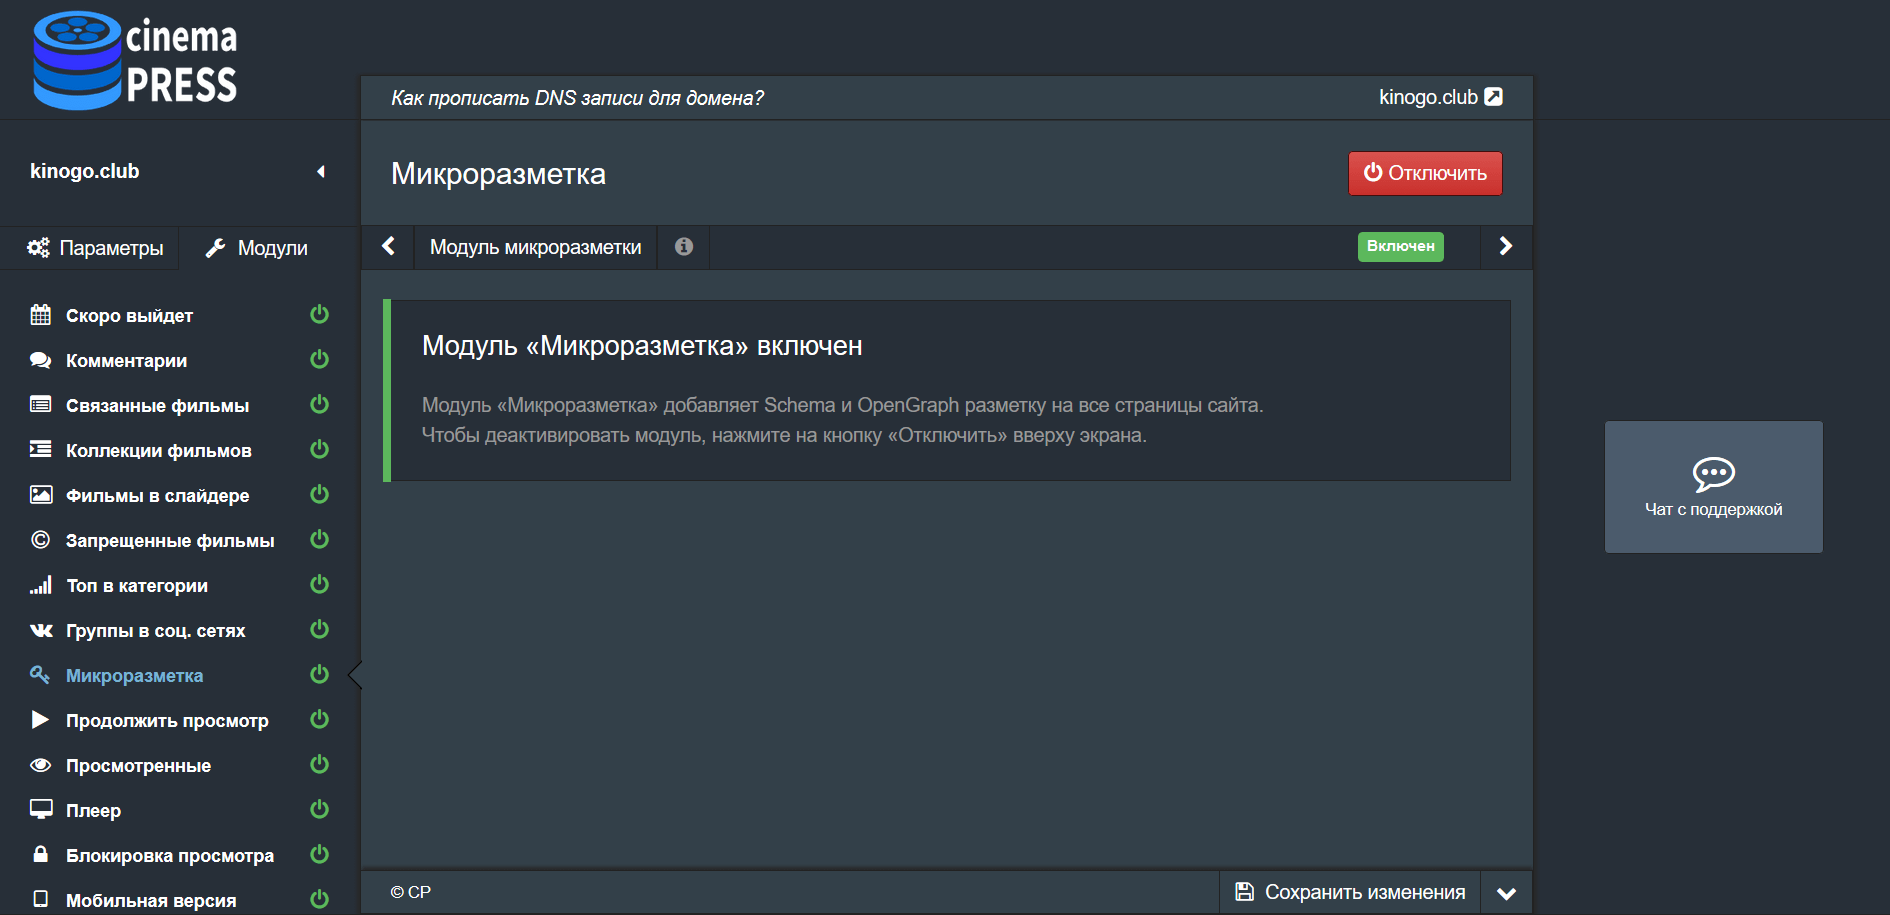 cinema
PRESS
Как прописать DNS записи для домена?
kinogo.club
kinogo.club
Параметры
Модули
Скоро выйдет
Комментарии
Связанные фильмы
Коллекции фильмов
Фильмы в слайдере
Запрещенные фильмы
Топ в категории
Группы в соц. сетях
Микроразметка
Продолжить просмотр
Просмотренные
Плеер
Блокировка просмотра
Мобильная версия
Микроразметка
Отключить
Модуль микроразметки
Включен
Модуль «Микроразметка» включен
Модуль «Микроразметка» добавляет Schema и OpenGraph разметку на все страницы сайта.
Чтобы деактивировать модуль, нажмите на кнопку «Отключить» вверху экрана.
Чат с поддержкой
© CP
Сохранить изменения